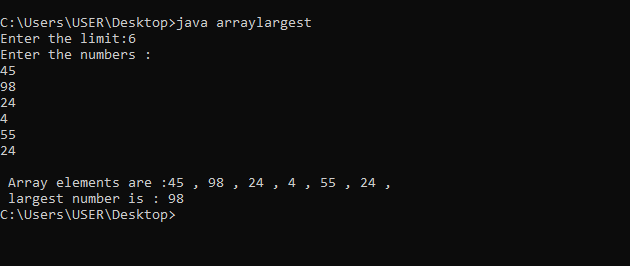 C:\Users\USER\Desktop>java arraylargest
Enter the limit:6
Enter the numbers :
45
98
24
4
55
24
Array elements are :45 , 98 , 24 , 4 , 55 , 24 ,
largest number is : 98
C:\Users\USER\Desktop>